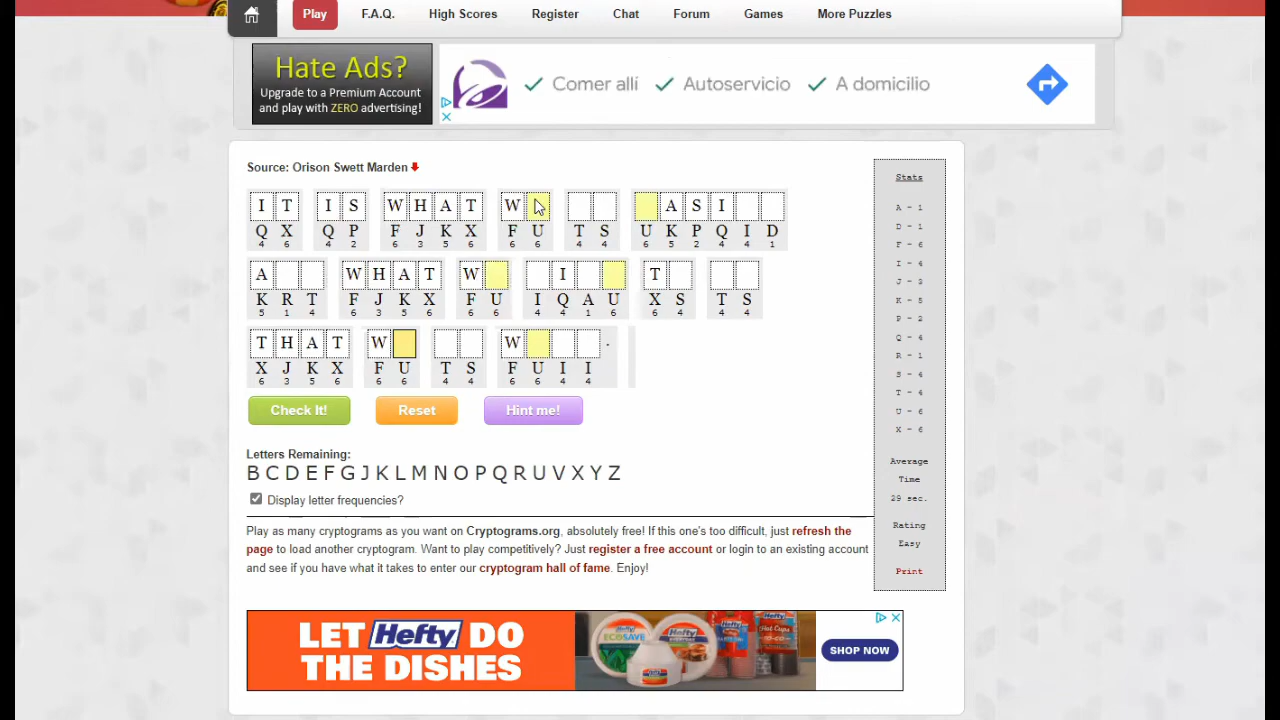 Play F.A.Q. High Scores Register Chat Forum Games More Puzzles
Hate Ads?
Upgrade to a Premium Account
and play with ZERO advertising!
Comer allí Autoservicio A domicilio
Source: Orison Swett Marden
I T I S W H A T W A S I
Q X Q P F J K X F U T S U K P Q I D
4 6 4 2 6 3 5 6 6 6 4 4 6 5 2 4 4 1
A W H A T W I T
K R T F J K X F U I Q A U X S T S
5 1 4 6 3 5 6 6 6 4 4 1 6 6 4 4 4
T H A T W W .
X J K X F U T S F U I I
6 3 5 6 6 6 4 4 6 6 4 4
Check It! Reset Hint me!
Letters Remaining:
B C D E F G J K L M N O P Q R U V X Y Z
Display letter frequencies?
Play as many cryptograms as you want on Cryptograms.org, absolutely free! If this one's too difficult, just refresh the
page to load another cryptogram. Want to play competitively? Just register a free account or login to an existing account
and see if you have what it takes to enter our cryptogram hall of fame. Enjoy!
Stats
A - 1
D - 1
F - 6
I - 4
J - 3
K - 5
P - 2
Q - 4
R - 1
S - 4
T - 4
U - 6
X - 6
Average
Time
29 sec.
Rating
Easy
Print
LET Hefty DO
THE DISHES
SHOP NOW